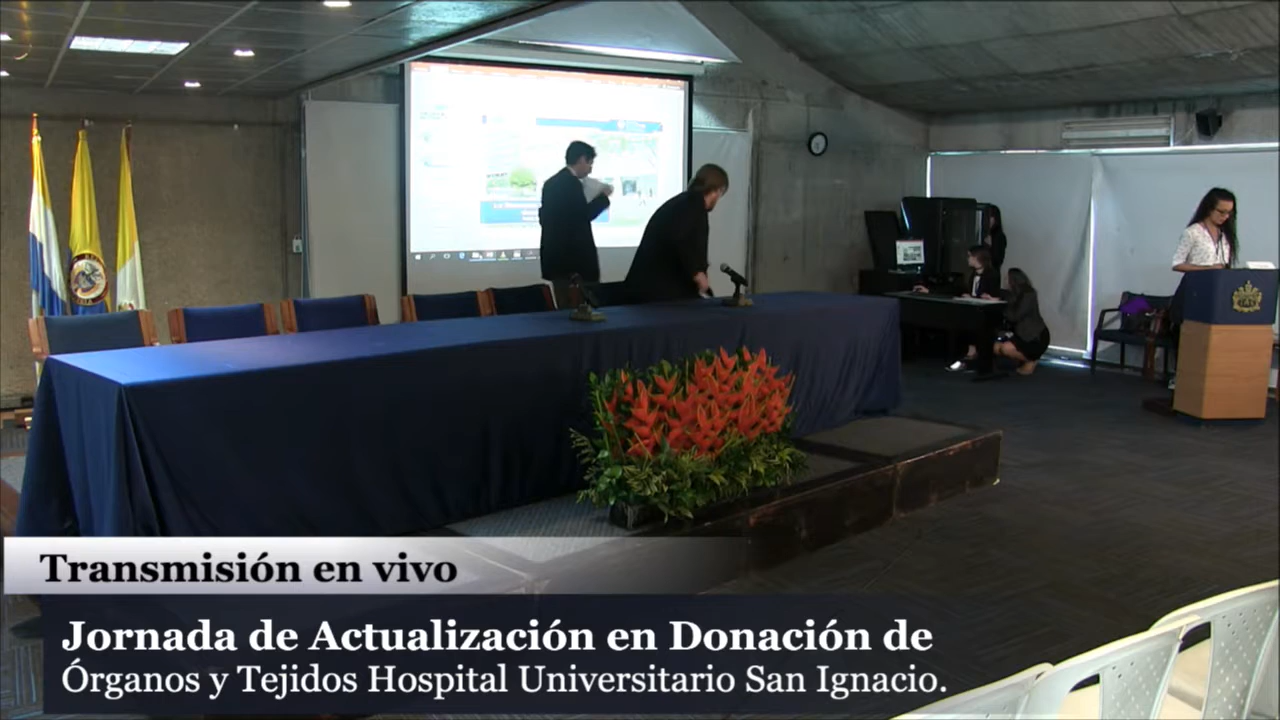 Transmisión en vivo
Jornada de Actualización en Donación de
Órganos y Tejidos Hospital Universitario San Ignacio.